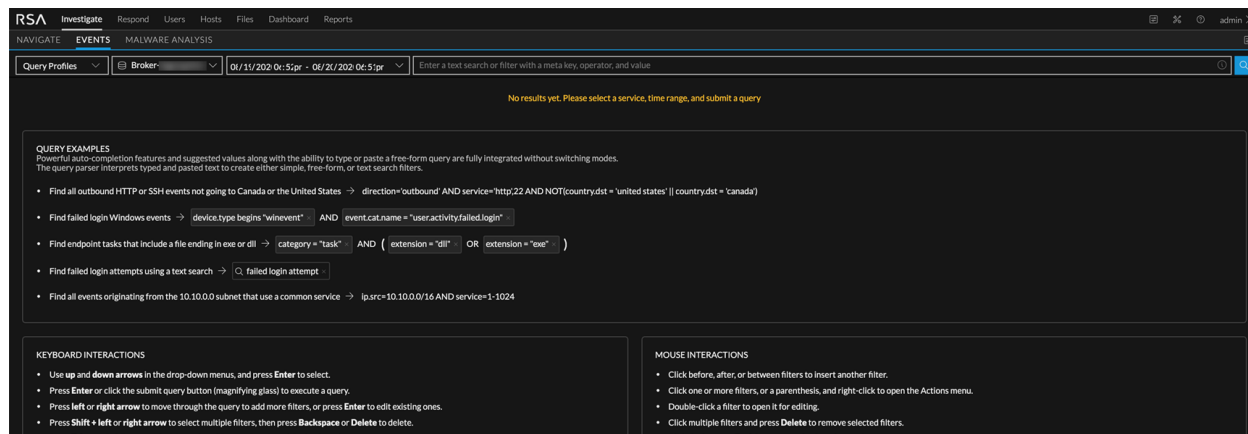 RSA Investigate Respond Users Hosts Files Dashboard Reports admin
NAVIGATE EVENTS MALWARE ANALYSIS
Query Profiles Broker- Enter a text search or filter with a meta key, operator, and value
No results yet. Please select a service, time range, and submit a query
QUERY EXAMPLES
Powerful auto-completion features and suggested values along with the ability to type or paste a free-form query are fully integrated without switching modes.
The query parser interprets typed and pasted text to create either simple, free-form, or text search filters.
• Find all outbound HTTP or SSH events not going to Canada or the United States → direction='outbound' AND service='http',22 AND NOT(country.dst = 'united states' || country.dst = 'canada')
• Find failed login Windows events → device.type begins "winevent" × AND event.cat.name = "user.activity.failed.login" ×
• Find endpoint tasks that include a file ending in exe or dll → category = "task" × AND ( extension = "dll" × OR extension = "exe" × )
• Find failed login attempts using a text search → failed login attempt ×
• Find all events originating from the 10.10.0.0 subnet that use a common service → ip.src=10.10.0.0/16 AND service=1-1024
KEYBOARD INTERACTIONS
• Use up and down arrows in the drop-down menus, and press Enter to select.
• Press Enter or click the submit query button (magnifying glass) to execute a query.
• Press left or right arrow to move through the query to add more filters, or press Enter to edit existing ones.
• Press Shift + left or right arrow to select multiple filters, then press Backspace or Delete to delete.
MOUSE INTERACTIONS
• Click before, after, or between filters to insert another filter.
• Click one or more filters, or a parenthesis, and right-click to open the Actions menu.
• Double-click a filter to open it for editing.
• Click multiple filters and press Delete to remove selected filters.